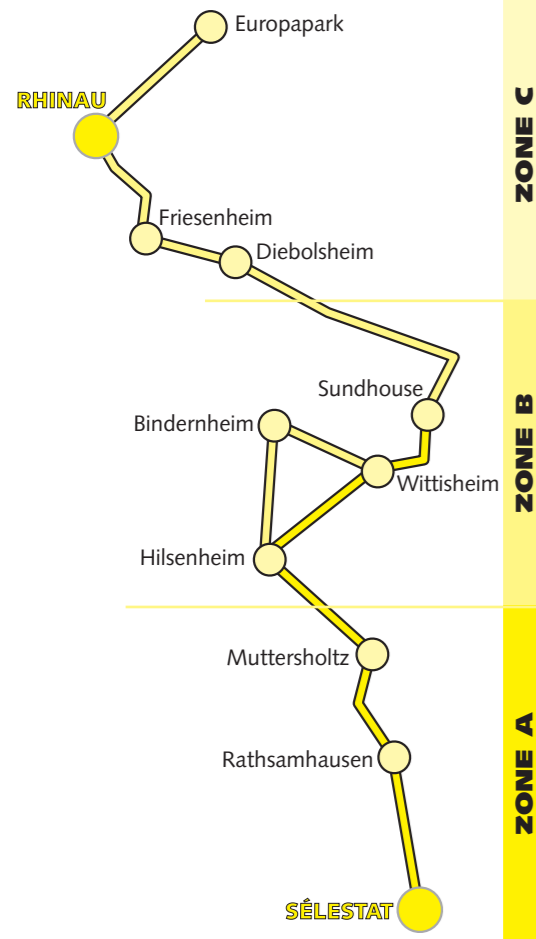 Europapark
RHINAU
ZONE C
Friesenheim
Diebolsheim
Sundhouse
Bindernheim
ZONE B
Wittisheim
Hilsenheim
Muttersholtz
Rathsamhausen
ZONE A
SÉLESTAT